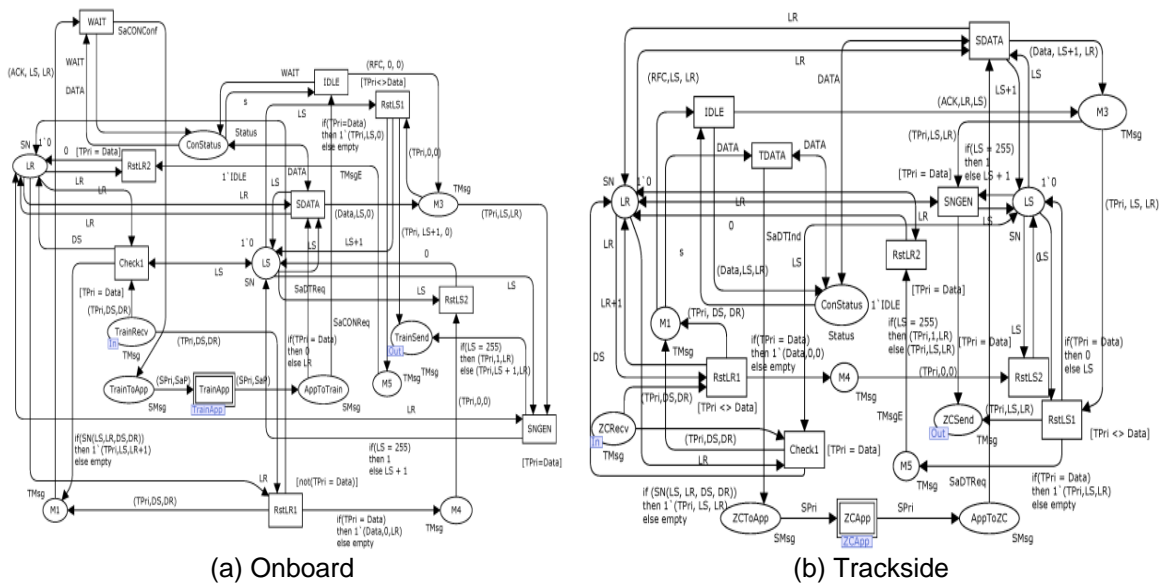 WAIT
SaCONConf
WAIT
(ACK, LS, LR)
DATA
WAIT
IDLE
(RFC, 0, 0)
[TPri<>Data]
s
LS
RstLS1
Status
ConStatus
if(TPri=Data)
then 1`(TPri,LS,0)
else empty
(TPri,0,0)
SN
1`0
0
[TPri = Data]
LR
RstLR2
LR
LR
1`IDLE
DATA
TMsgE
TMsg
LS
SDATA
LR
(Data,LS,0)
M3
(TPri,LS,LR)
DS
1`0
LS+1
(TPri, LS+1, 0)
Check1
LS
LS
0
SN
LS
LS
RstLS2
[TPri = Data]
SaDTReq
(TPri,DS,DR)
SaCONReq
TrainRecv
In
(TPri,DS,DR)
TMsg
if(TPri = Data)
then 0
else LR
TrainSend
Out
TMsg
M5
TMsg
TMsg
if(LS = 255)
then (TPri,1,LR)
else (TPri,LS + 1,LR)
TrainToApp
(SPri,SaP)
TrainApp
TrainApp
(SPri,SaP)
AppToTrain
SMsg
SMsg
(TPri,0,0)
LR
SNGEN
if(SN(LS,LR,DS,DR))
then 1`(TPri,LS,LR+1)
else empty
if(LS = 255)
then 1
else LS + 1
[TPri=Data]
LR
[not(TPri = Data)]
TMsg
M1
(TPri,DS,DR)
RstLR1
if(TPri = Data)
then 1`(Data,0,LR)
else empty
M4
TMsg
(a) Onboard
LR
SDATA
(Data, LS+1, LR)
LR
LS
(RFC,LS, LR)
DATA
LS+1
IDLE
(ACK,LR,LS)
M3
TMsg
(TPri,LS,LR)
DATA
TDATA
DATA
if(LS = 255)
then 1
else LS + 1
[TPri = Data]
SN
1`0
LR
SNGEN
1`0
LS
LR
LS
SN
(TPri, LS, LR)
LR
0
SaDTInd
RstLR2
LS
0
LS
s
(Data,LS,LR)
[TPri = Data]
LR+1
ConStatus
1`IDLE
Status
M1
(TPri, DS, DR)
TMsg
if(TPri = Data)
then 1`(Data,0,0)
else empty
if(LS = 255)
then (TPri,1,LR)
else (TPri,LS,LR)
[TPri = Data]
LS
if(TPri = Data)
then 0
else LS
DS
RstLR1
M4
(TPri,0,0)
RstLS2
TMsg
(TPri,DS,DR)
[TPri <> Data]
TMsgE
(TPri,LS,LR)
RstLS1
ZCRecv
In
TMsg
(TPri,DS,DR)
ZCSend
Out
TMsg
[TPri <> Data]
LR
Check1
[TPri = Data]
M5
TMsg
SaDTReq
if(TPri = Data)
then 1`(TPri,LS,LR)
else empty
if (SN(LS, LR, DS, DR))
then 1`(TPri, LS, LR)
else empty
ZCToApp
SPri
ZCApp
ZCApp
SPri
AppToZC
SMsg
SMsg
(b) Trackside